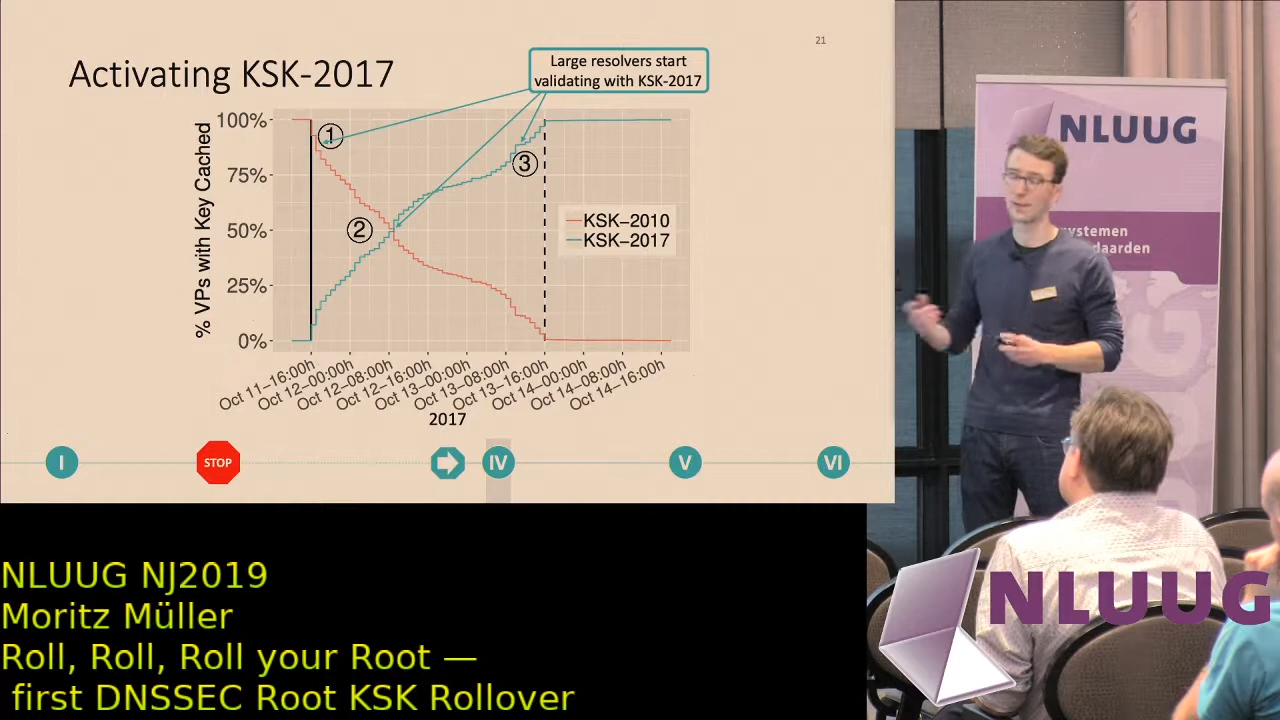 21
Activating KSK-2017
Large resolvers start
validating with KSK-2017
% VPs with Key Cached
100%
75%
50%
25%
0%
1
2
3
KSK–2010
KSK–2017
Oct 11–16:00h
Oct 12–00:00h
Oct 12–08:00h
Oct 12–16:00h
Oct 13–00:00h
Oct 13–08:00h
Oct 13–16:00h
Oct 14–00:00h
Oct 14–08:00h
Oct 14–16:00h
2017
I
STOP
IV
V
VI
NLUUG
systemen
daarden
NLUUG NJ2019
Moritz Müller
Roll, Roll, Roll your Root —
first DNSSEC Root KSK Rollover
NLUUG